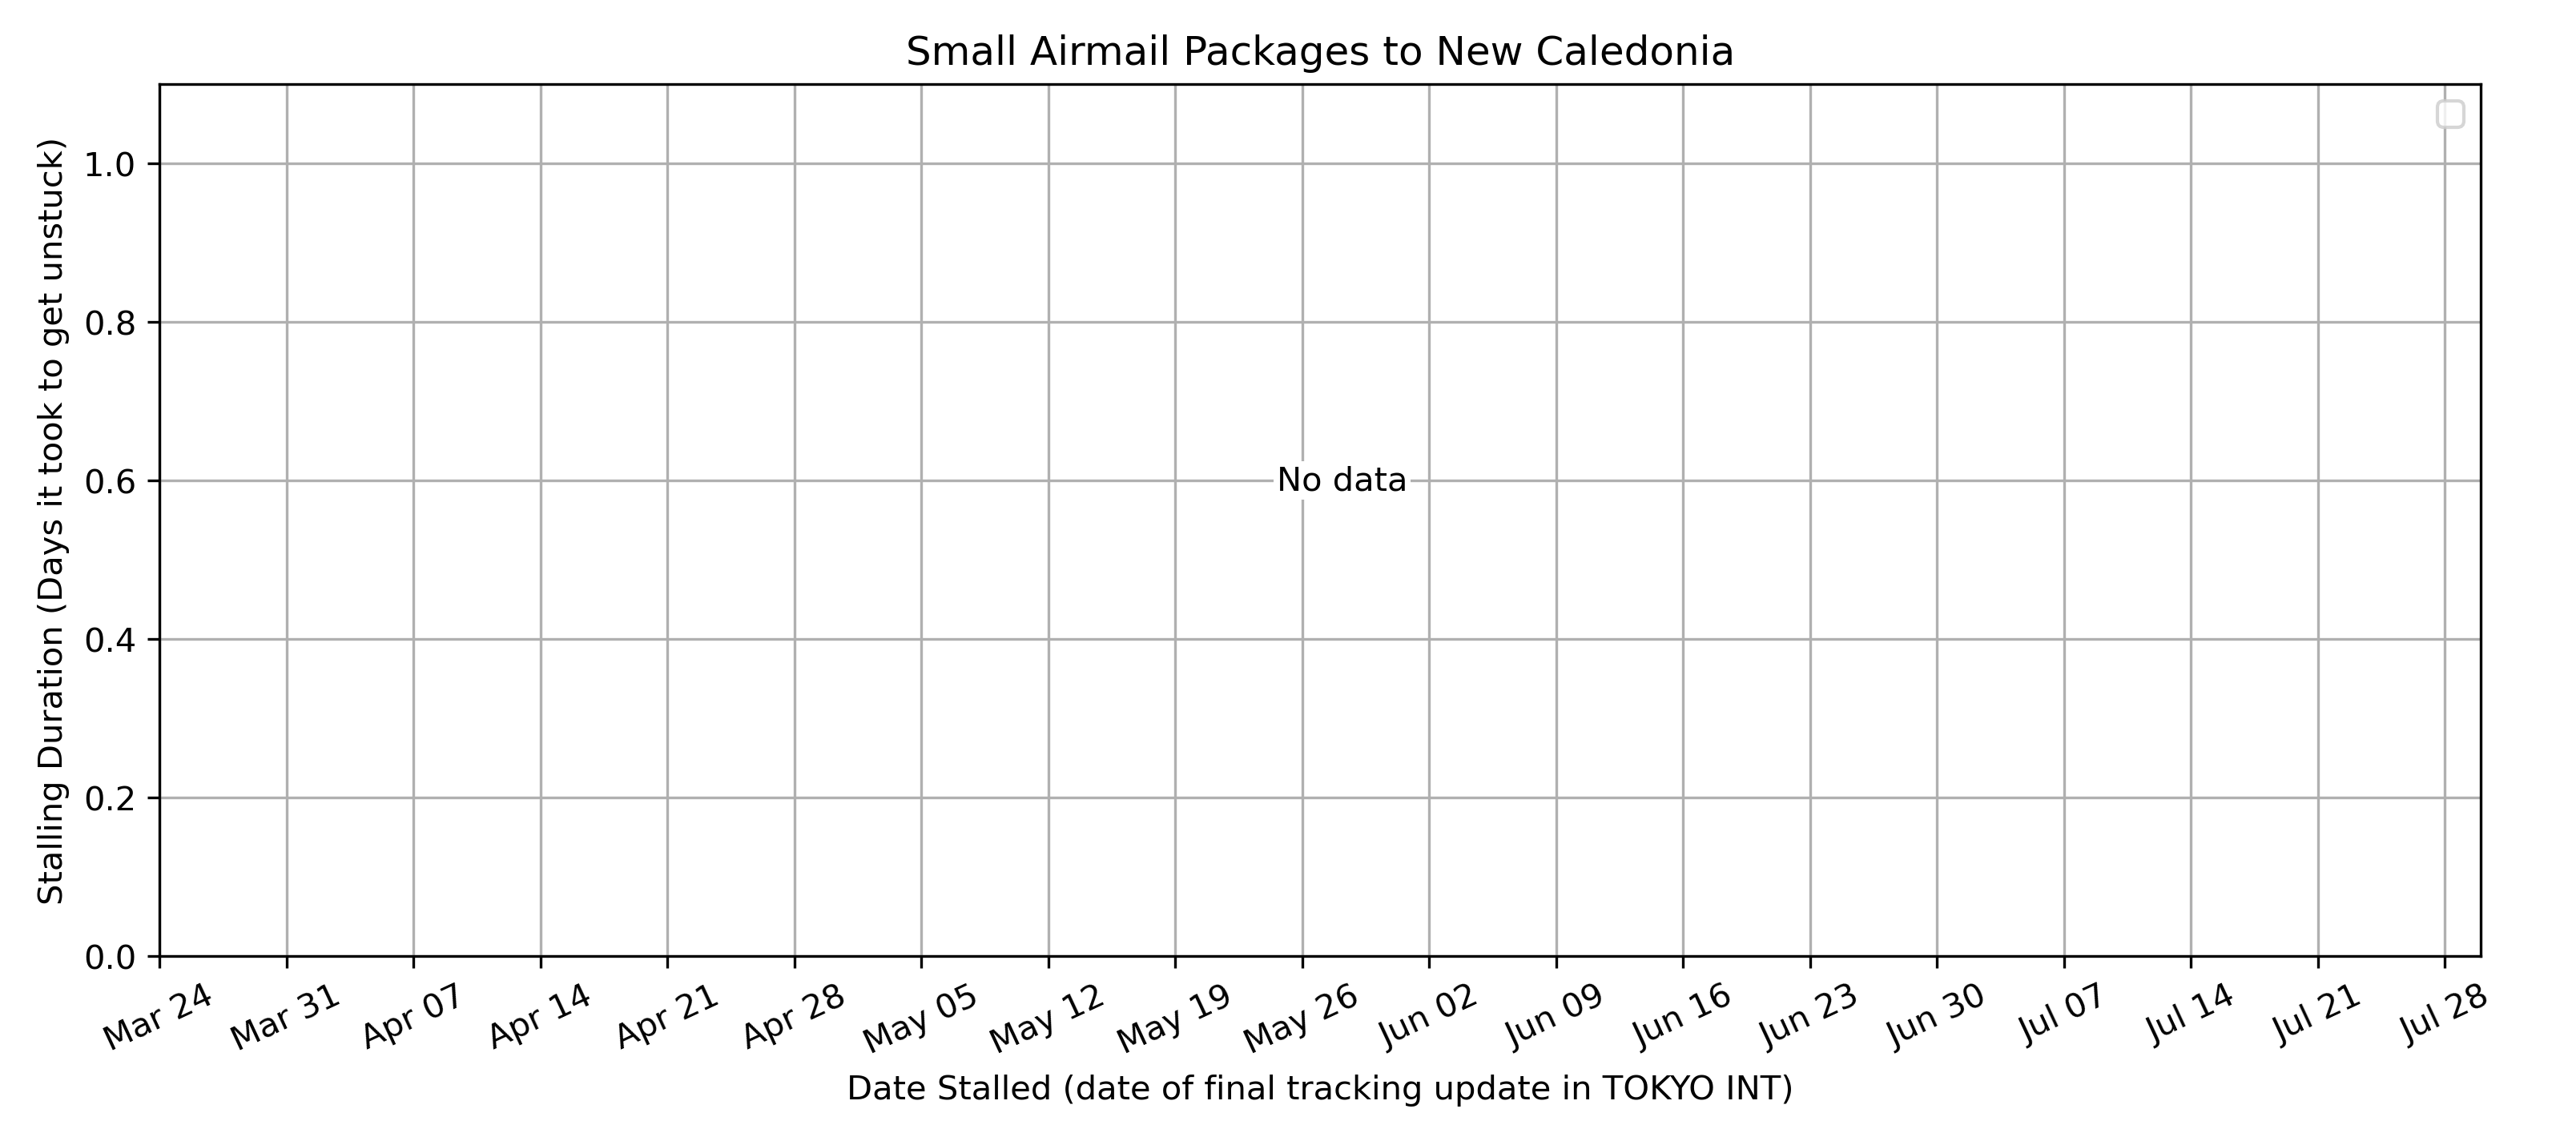 Small Airmail Packages to New Caledonia
Stalling Duration (Days it took to get unstuck)
1.0
0.8
0.6
0.4
0.2
0.0
No data
Mar 24
Mar 31
Apr 07
Apr 14
Apr 21
Apr 28
May 05
May 12
May 19
May 26
Jun 02
Jun 09
Jun 16
Jun 23
Jun 30
Jul 07
Jul 14
Jul 21
Jul 28
Date Stalled (date of final tracking update in TOKYO INT)